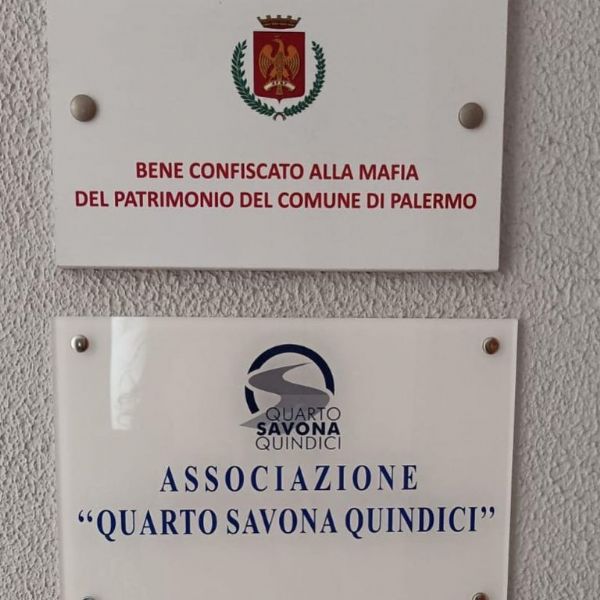 BENE CONFISCATO ALLA MAFIA
DEL PATRIMONIO DEL COMUNE DI PALERMO
QUARTO
SAVONA
QUINDICI
ASSOCIAZIONE
“QUARTO SAVONA QUINDICI”